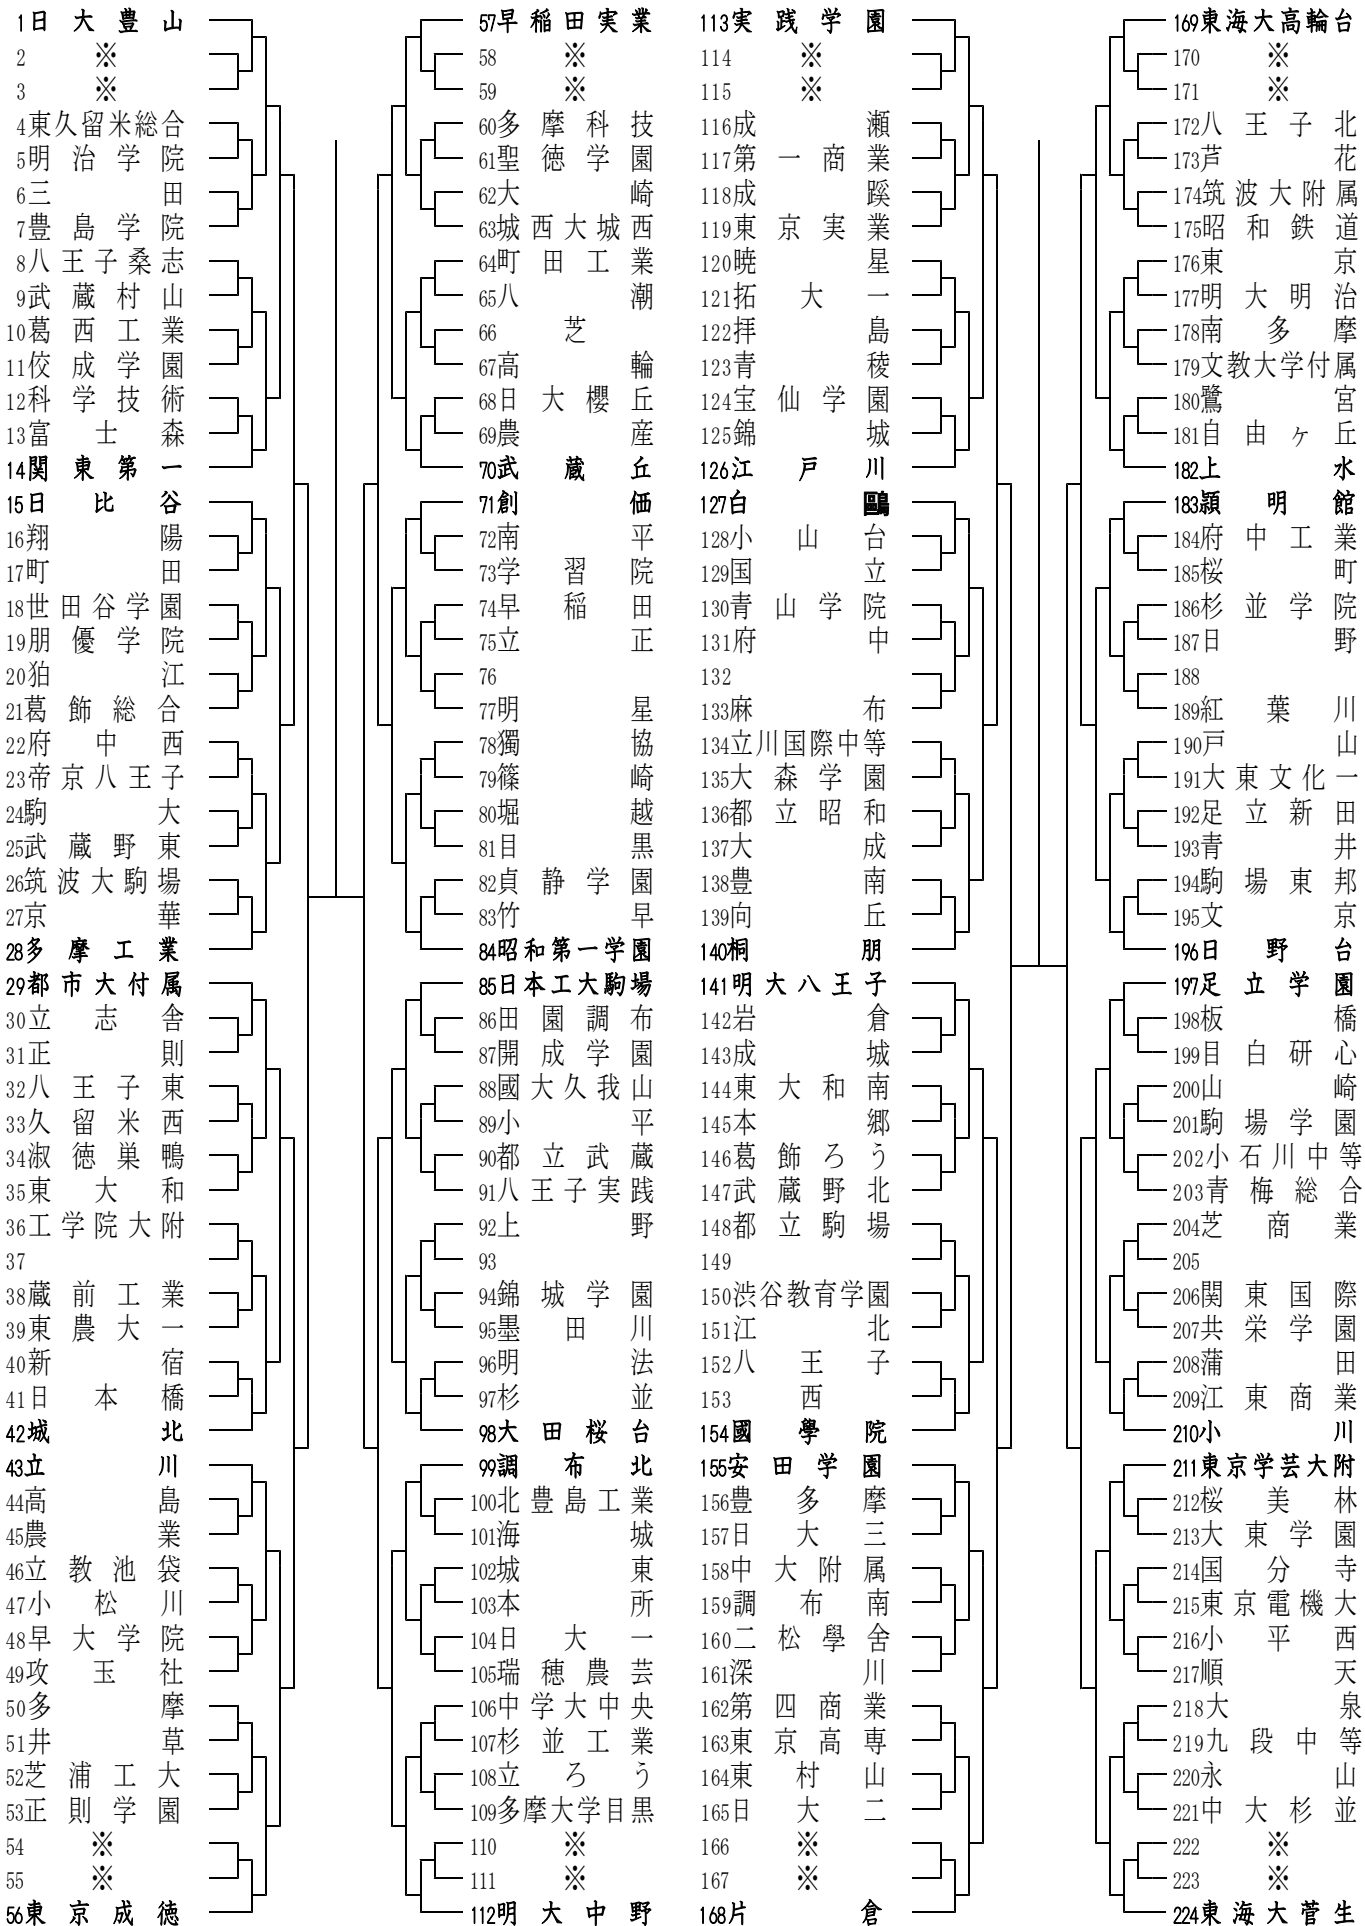 1日大豊山
2※
3※
4東久留米総合
5明治学院
6三田
7豊島学院
8八王子桑志
9武蔵村山
10葛西工業
11佼成学園
12科学技術
13富士森
14関東第一
15日比谷
16翔陽
17町田
18世田谷学園
19朋優学院
20狛江
21葛飾総合
22府中西
23帝京八王子
24駒大
25武蔵野東
26筑波大駒場
27京華
28多摩工業
29都市大付属
30立志舎
31正則
32八王子東
33久留米西
34淑徳巣鴨
35東大和
36工学院大附
37
38蔵前工業
39東農大一
40新宿
41日本橋
42城北
43立川
44高島
45農業
46立教池袋
47小松川
48早大学院
49攻玉社
50多摩
51井草
52芝浦工大
53正則学園
54※
55※
56東京成徳
57早稲田実業
58※
59※
60多摩科技
61聖徳学園
62大崎
63城西大城西
64町田工業
65八潮
66芝
67高輪
68日大櫻丘
69農産
70武蔵丘
71創価
72南平
73学習院
74早稲田
75立正
76
77明星
78獨協
79篠崎
80堀越
81目黒
82貞静学園
83竹早
84昭和第一学園
85日本工大駒場
86田園調布
87開成学園
88國大久我山
89小平
90都立武蔵
91八王子実践
92上野
93
94錦城学園
95墨田川
96明法
97杉並
98大田桜台
99調布北
100北豊島工業
101海城
102城東
103本所
104日大一
105瑞穂農芸
106中学大中央
107杉並工業
108立ろう
109多摩大学目黒
110※
111※
112明大中野
113実践学園
114※
115※
116成瀬
117第一商業
118成蹊
119東京実業
120暁星
121拓大一
122拝島
123青稜
124宝仙学園
125錦城
126江戸川
127白鷗
128小山台
129国立
130青山学院
131府中
132
133麻布
134立川国際中等
135大森学園
136都立昭和
137大成
138豊南
139向丘
140桐朋
141明大八王子
142岩倉
143成城
144東大和南
145本郷
146葛飾ろう
147武蔵野北
148都立駒場
149
150渋谷教育学園
151江北
152八王子
153西
154國學院
155安田学園
156豊多摩
157日大三
158中大附属
159調布南
160二松學舎
161深川
162第四商業
163東京高専
164東村山
165日大二
166※
167※
168片倉
169東海大高輪台
170※
171※
172八王子北
173芦花
174筑波大附属
175昭和鉄道
176東京
177明大明治
178南多摩
179文教大学付属
180鷺宮
181自由ヶ丘
182上水
183頴明館
184府中工業
185桜町
186杉並学院
187日野
188
189紅葉川
190戸山
191大東文化一
192足立新田
193青井
194駒場東邦
195文京
196日野台
197足立学園
198板橋
199目白研心
200山崎
201駒場学園
202小石川中等
203青梅総合
204芝商業
205
206関東国際
207共栄学園
208蒲田
209江東商業
210小川
211東京学芸大附
212桜美林
213大東学園
214国分寺
215東京電機大
216小平西
217順天
218大泉
219九段中等
220永山
221中大杉並
222※
223※
224東海大菅生